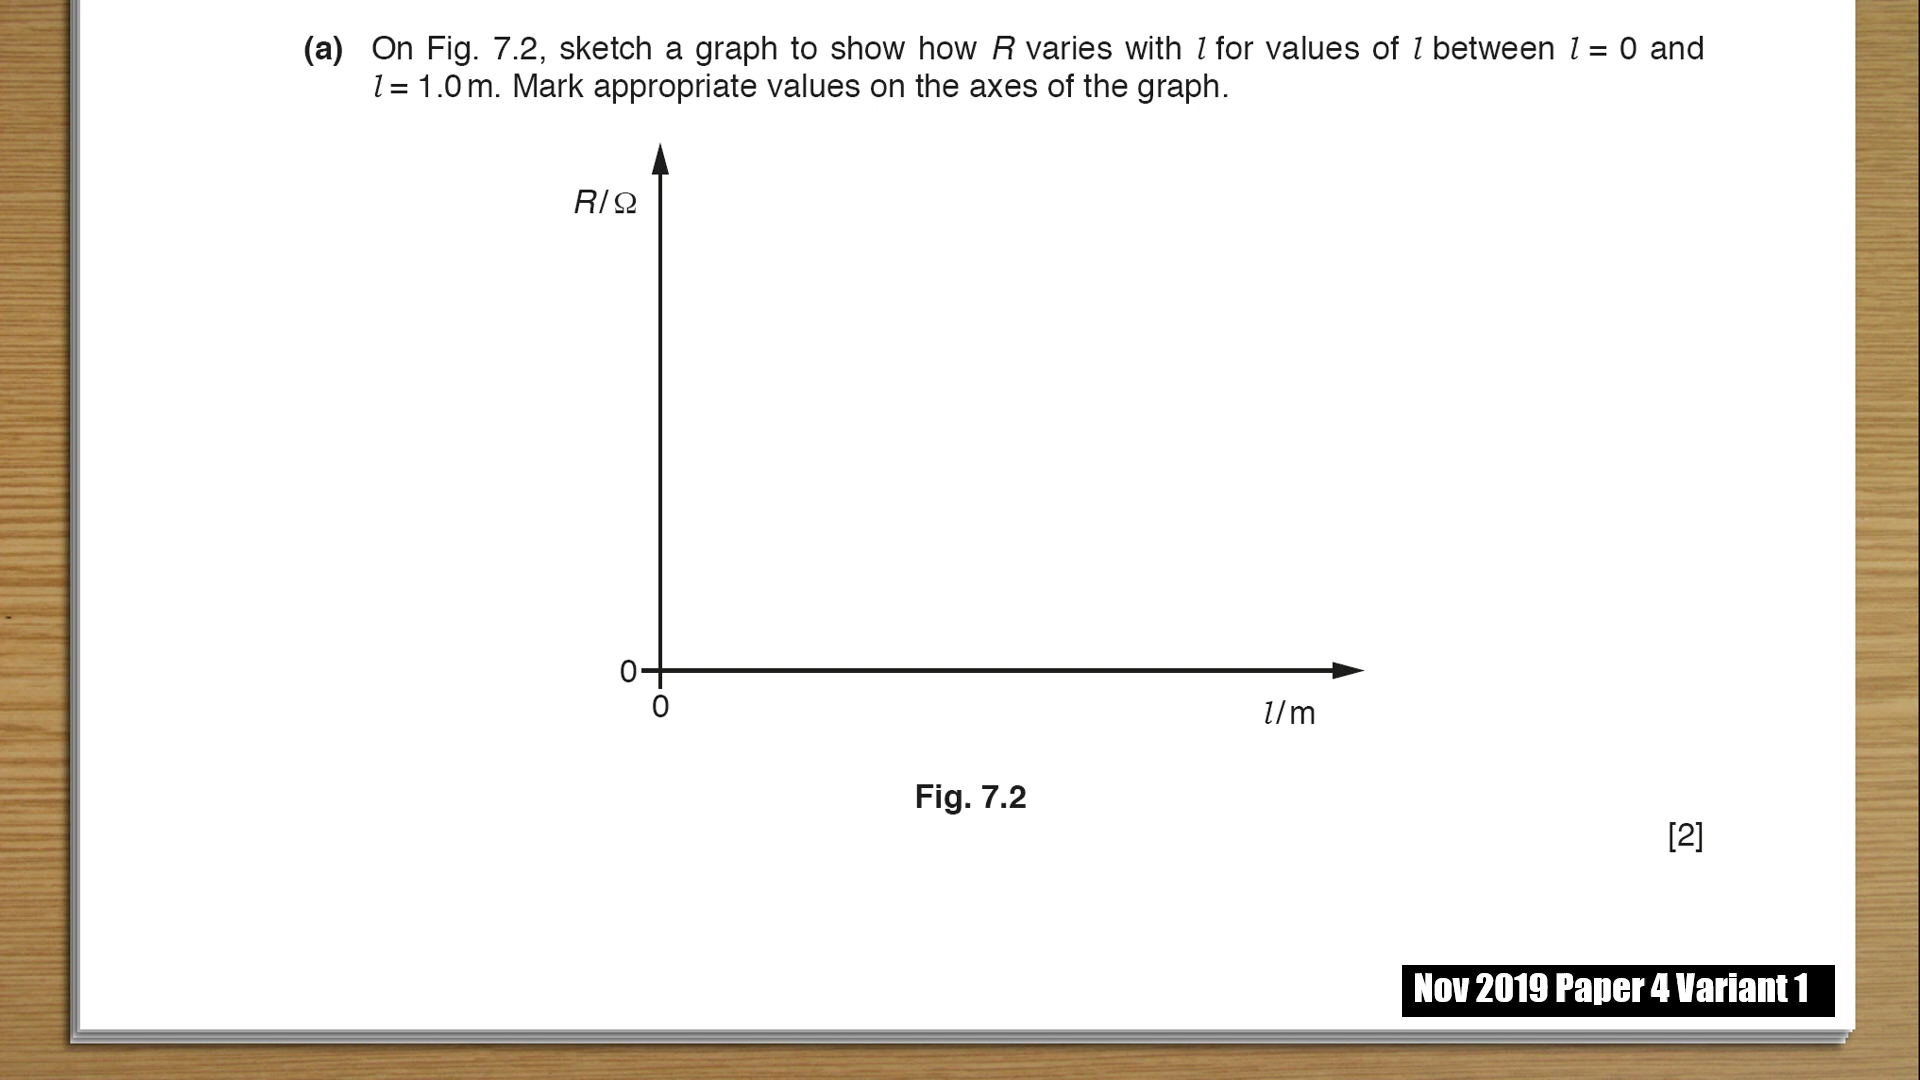 (a) On Fig. 7.2, sketch a graph to show how R varies with l for values of l between l = 0 and
l = 1.0 m. Mark appropriate values on the axes of the graph.
R/Ω
0
0
l/m
Fig. 7.2
[2]
Nov 2019 Paper 4 Variant 1